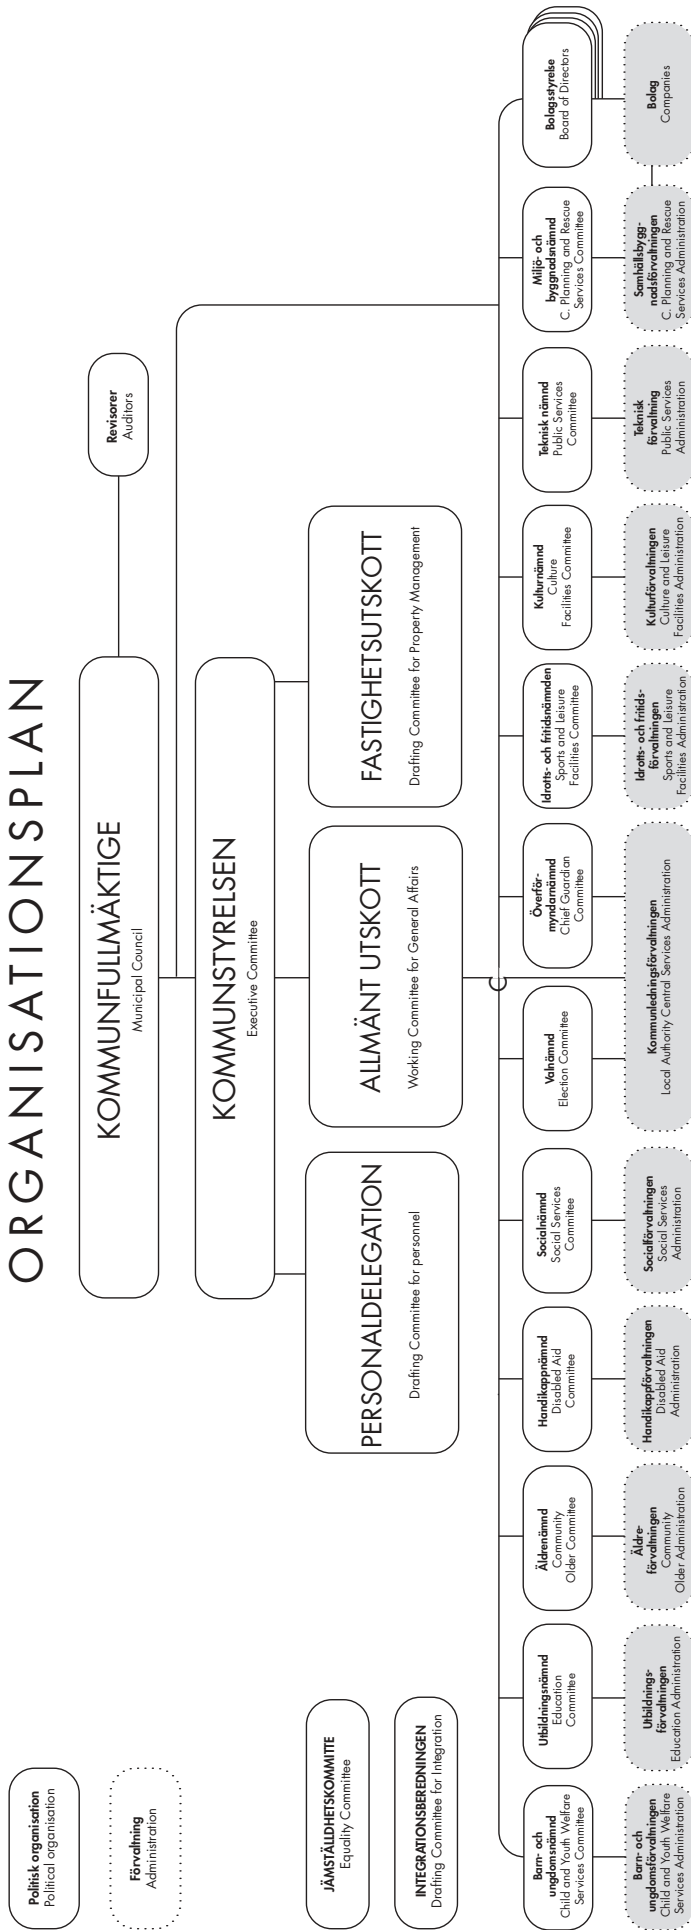 ORGANISATIONSPLAN
Politisk organisation
Political organisation
Förvaltning
Administration
KOMMUNFULLMÄKTIGE
Municipal Council
Revisorer
Auditors
KOMMUNSTYRELSEN
Executive Committee
JÄMSTÄLLDHETSKOMMITTE
Equality Committee
INTEGRATIONSBEREDNINGEN
Drafting Committee for Integration
PERSONALDELEGATION
Drafting Committee for personnel
ALLMÄNT UTSKOTT
Working Committee for General Affairs
FASTIGHETSUTSKOTT
Drafting Committee for Property Management
Barn- och
ungdomsnämnd
Child and Youth Welfare
Services Committee
Utbildningsnämnd
Education
Committee
Äldrenämnd
Community
Older Committee
Handikappnämnd
Disabled Aid
Committee
Socialnämnd
Social Services
Committee
Valnämnd
Election Committee
Överför-
myndarnämnd
Chief Guardian
Committee
Idrotts- och fritidsnämnden
Sports and Leisure
Facilities Committee
Kulturnämnd
Culture
Facilities Committee
Teknisk nämnd
Public Services
Committee
Miljö- och
byggnadsnämnd
C. Planning and Rescue
Services Committee
Bolagsstyrelse
Board of Directors
Barn- och
ungdomsförvaltningen
Child and Youth Welfare
Services Administration
Utbildnings-
förvaltningen
Education Administration
Äldre-
förvaltningen
Community
Older Administration
Handikappförvaltningen
Disabled Aid
Administration
Socialförvaltningen
Social Services
Administration
Kommunledningsförvaltningen
Local Authority Central Services Administration
Idrotts- och fritids-
förvaltningen
Sports and Leisure
Facilities Administration
Kulturförvaltningen
Culture and Leisure
Facilities Administration
Teknisk
förvaltning
Public Services
Administration
Samhällsbygg-
nadsförvaltningen
C. Planning and Rescue
Services Administration
Bolag
Companies